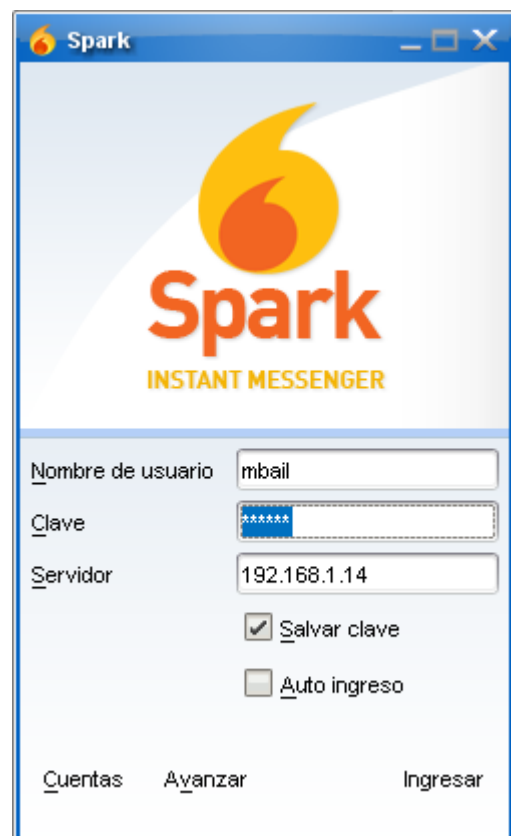 Spark
Spark
INSTANT MESSENGER
Nombre de usuario mbail
Clave ******
Servidor 192.168.1.14
Salvar clave
Auto ingreso
Cuentas Avanzar Ingresar